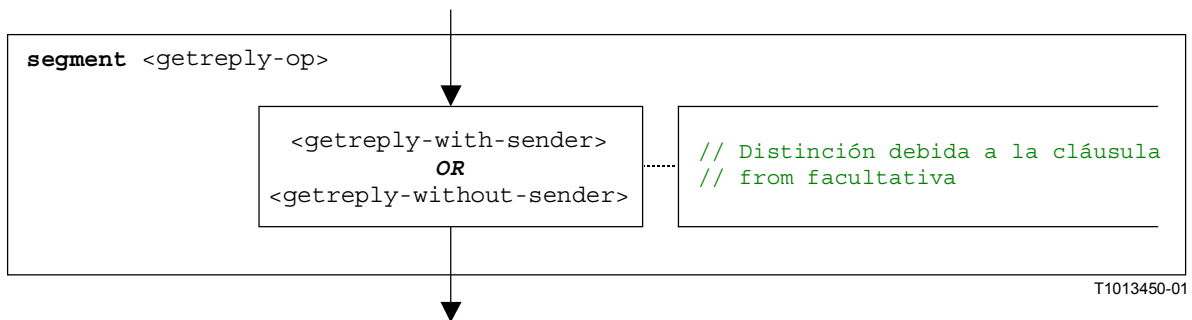 segment <getreply-op>
<getreply-with-sender>
OR
<getreply-without-sender>
// Distinción debida a la cláusula
// from facultativa
T1013450-01